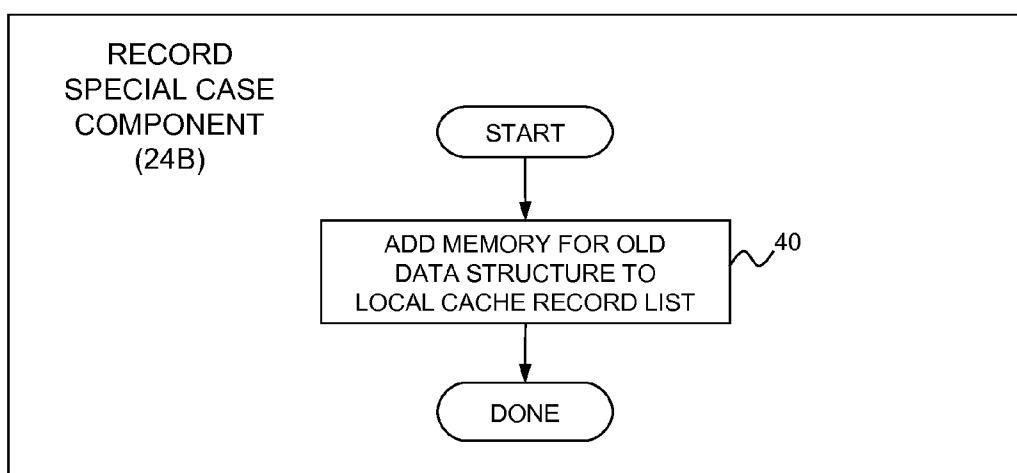 RECORD
SPECIAL CASE
COMPONENT
(24B)
START
ADD MEMORY FOR OLD
DATA STRUCTURE TO
LOCAL CACHE RECORD LIST
40
DONE